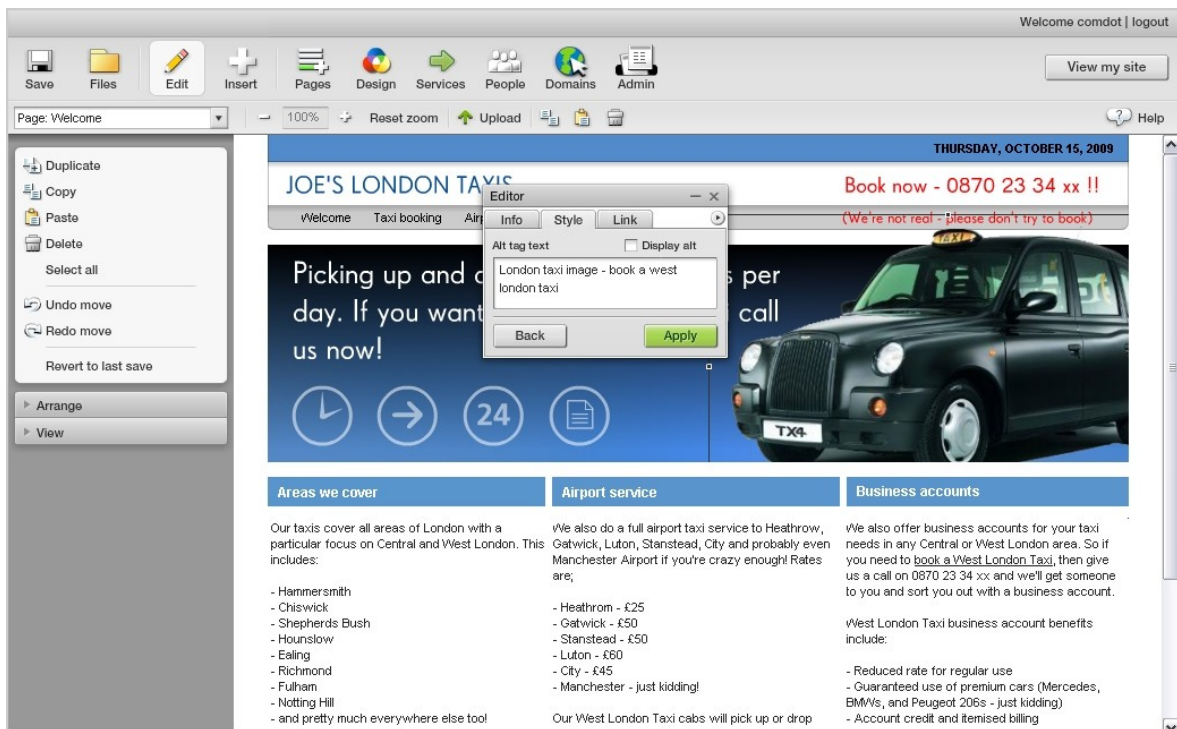 Welcome comdot | logout
Save Files Edit Insert Pages Design Services People Domains Admin View my site
Page: Welcome 100% Reset zoom Upload Help
Duplicate
Copy
Paste
Delete
Select all
Undo move
Redo move
Revert to last save
Arrange
View
THURSDAY, OCTOBER 15, 2009
JOE'S LONDON TAXIS
Book now - 0870 23 34 xx !!
Welcome Taxi booking
(We're not real - please don't try to book)
Editor
Info Style Link
Alt tag text Display alt
London taxi image - book a west
london taxi
Back Apply
Picking up and s per
day. If you want call
us now!
24
TAXI
TX4
Areas we cover
Our taxis cover all areas of London with a
particular focus on Central and West London. This
includes:
- Hammersmith
- Chiswick
- Shepherds Bush
- Hounslow
- Ealing
- Richmond
- Fulham
- Notting Hill
- and pretty much everywhere else too!
Airport service
We also do a full airport taxi service to Heathrow,
Gatwick, Luton, Stanstead, City and probably even
Manchester Airport if you're crazy enough! Rates
are;
- Heathrom - £25
- Gatwick - £50
- Stanstead - £50
- Luton - £60
- City - £45
- Manchester - just kidding!
Our West London Taxi cabs will pick up or drop
Business accounts
We also offer business accounts for your taxi
needs in any Central or West London area. So if
you need to book a West London Taxi, then give
us a call on 0870 23 34 xx and we'll get someone
to you and sort you out with a business account.
West London Taxi business account benefits
include:
- Reduced rate for regular use
- Guaranteed use of premium cars (Mercedes,
BMWs, and Peugeot 206s - just kidding)
- Account credit and itemised billing